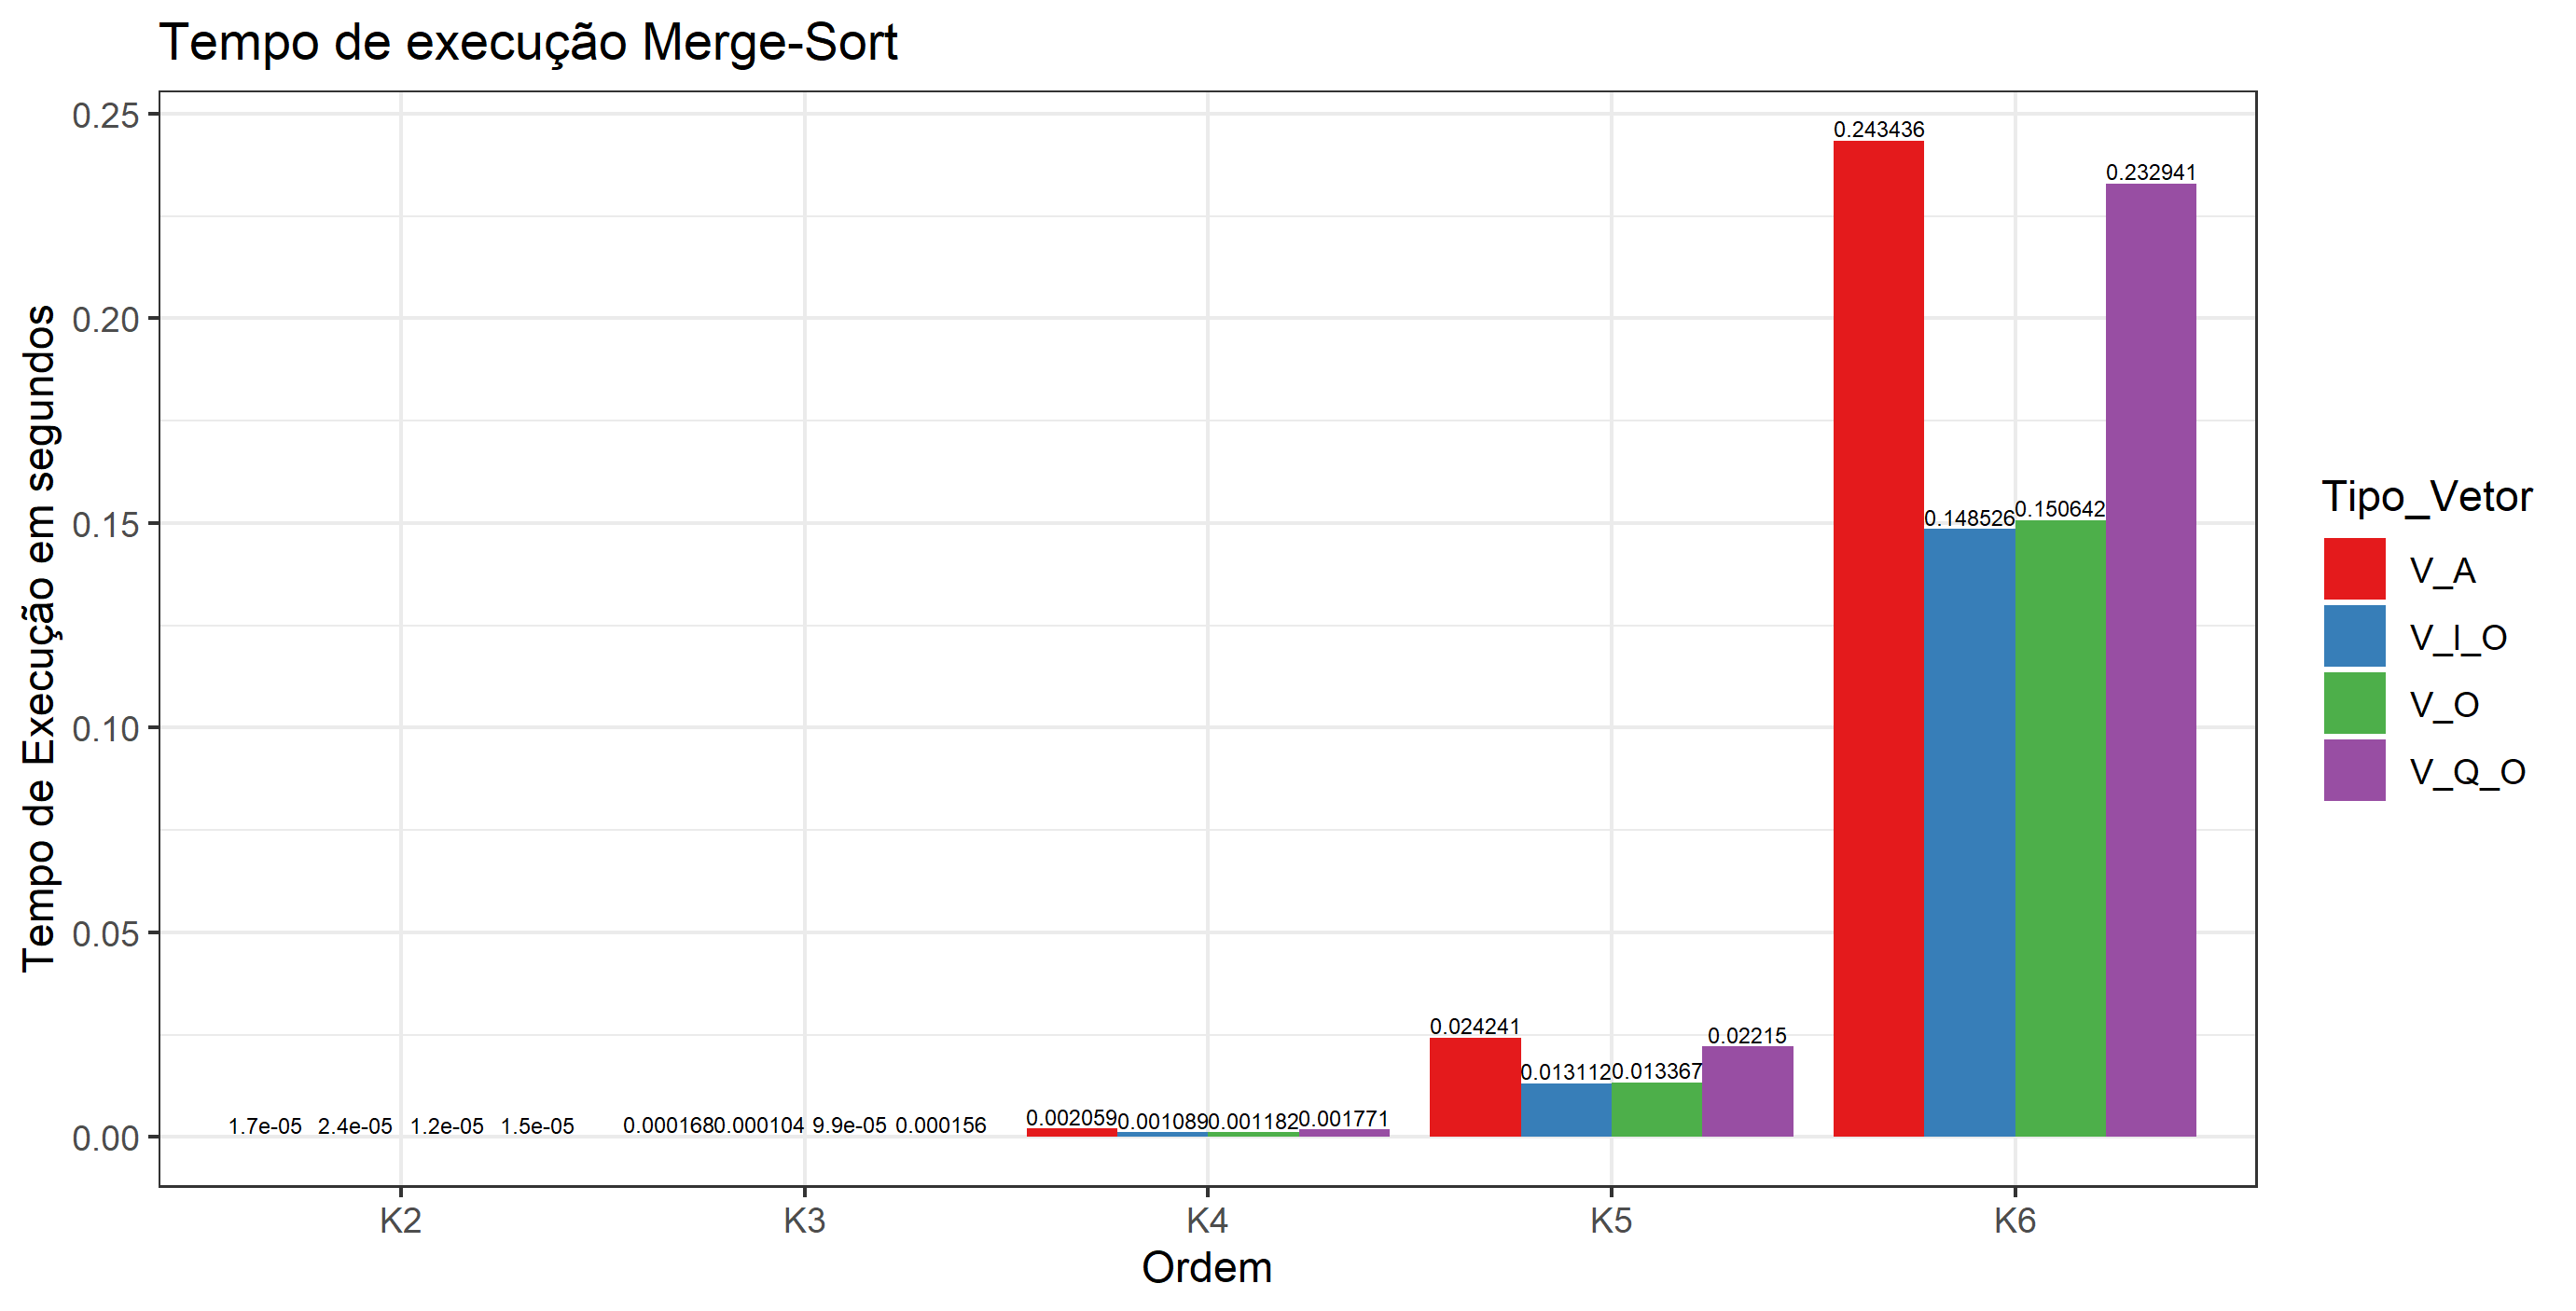 Tempo de execução Merge-Sort
Tempo de Execução em segundos
0.25
0.20
0.15
0.10
0.05
0.00
1.7e-05 2.4e-05 1.2e-05 1.5e-05
0.000168 0.000104 9.9e-05 0.000156
0.002059 0.001089 0.001182 0.001771
0.024241 0.013112 0.013367 0.02215
0.243436 0.148526 0.150642 0.232941
K2 K3 K4 K5 K6
Ordem
Tipo_Vetor
V_A
V_I_O
V_O
V_Q_O